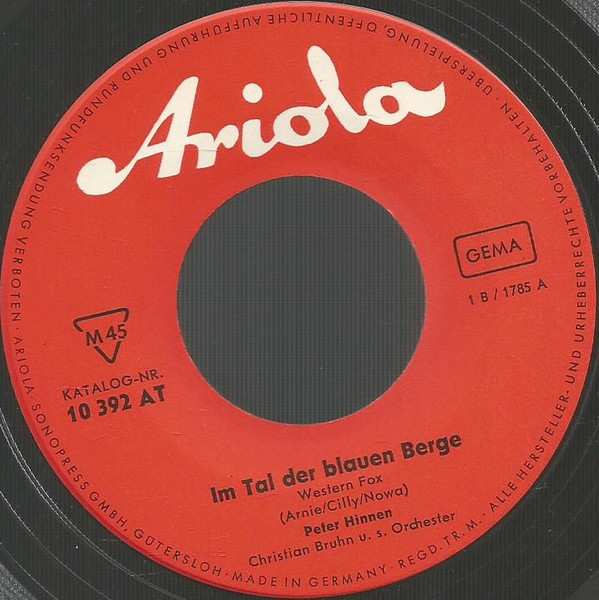 Ariola
GEMA
1 B / 1785 A
M 45
KATALOG-NR.
10 392 AT
Im Tal der blauen Berge
Western Fox
(Arnie/Cilly/Nowa)
Peter Hinnen
Christian Bruhn u. s. Orchester
ARIOLA-SONOPRESS GMBH, GÜTERSLOH · MADE IN GERMANY · REGD. TR. M. · ALLE HERSTELLER- UND URHEBERRECHTE VORBEHALTEN · ÜBERSPIELUNG, ÖFFENTLICHE AUFFÜHRUNG UND RUNDFUNKSENDUNG VERBOTEN ·